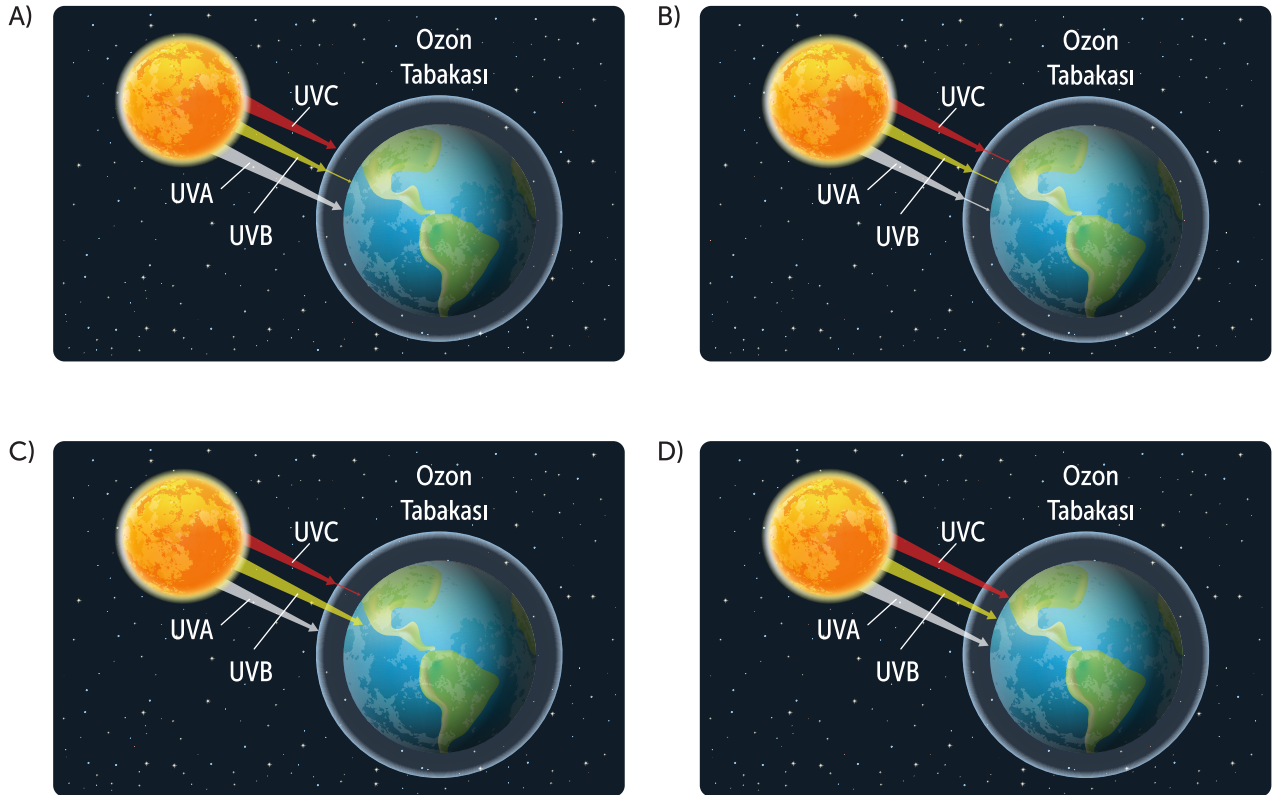 A)
Ozon
Tabakası
UVC
UVA
UVB
B)
Ozon
Tabakası
UVC
UVA
UVB
C)
Ozon
Tabakası
UVC
UVA
UVB
D)
Ozon
Tabakası
UVC
UVA
UVB